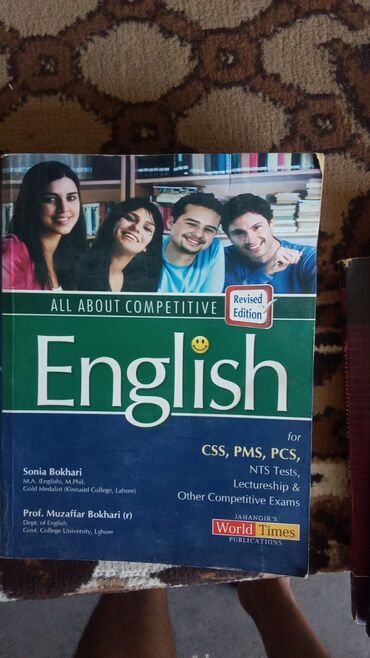 ALL ABOUT COMPETITIVE
Revised
Edition
English
for
CSS, PMS, PCS,
NTS Tests,
Lectureship &
Other Competitive Exams
Sonia Bokhari
M.A. (English), M.Phil.
Gold Medalist (Kinnaird College, Lahore)
Prof. Muzaffar Bokhari (r)
Dept. of English
Govt. College University, Lahore
JAHANGIR'S
World Times
PUBLICATIONS